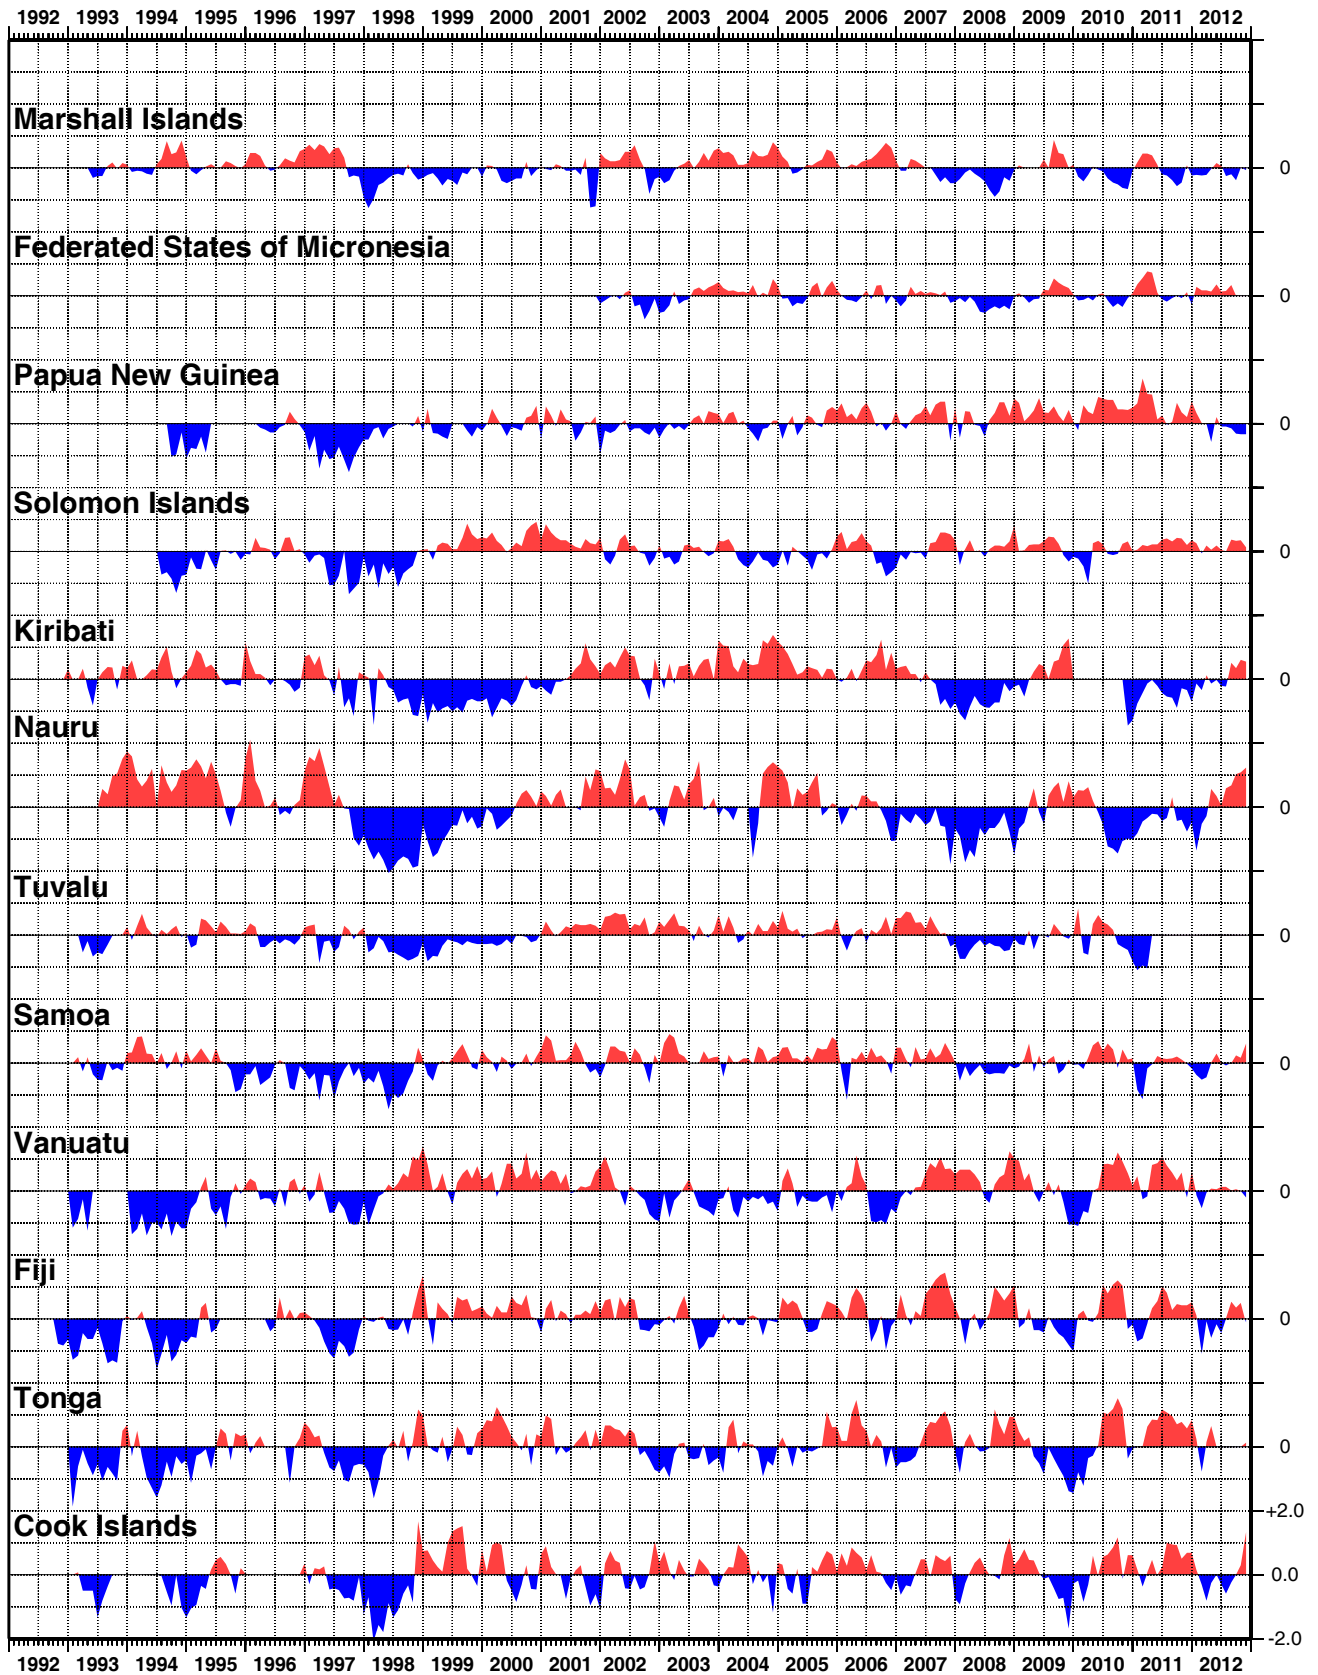 1992 1993 1994 1995 1996 1997 1998 1999 2000 2001 2002 2003 2004 2005 2006 2007 2008 2009 2010 2011 2012
Marshall Islands
0
Federated States of Micronesia
0
Papua New Guinea
0
Solomon Islands
0
Kiribati
0
Nauru
0
Tuvalu
0
Samoa
0
Vanuatu
0
Fiji
0
Tonga
0
+2.0
Cook Islands
0.0
-2.0
1992 1993 1994 1995 1996 1997 1998 1999 2000 2001 2002 2003 2004 2005 2006 2007 2008 2009 2010 2011 2012